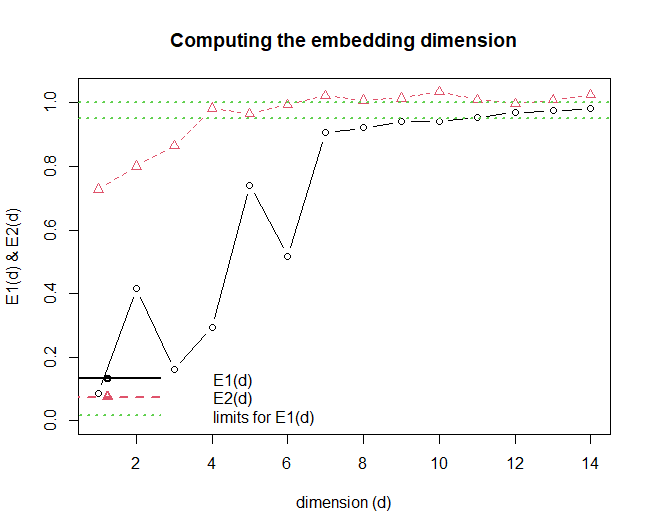 Computing the embedding dimension
E1(d) & E2(d)
1.0
0.8
0.6
0.4
0.2
0.0
E1(d)
E2(d)
limits for E1(d)
2 4 6 8 10 12 14
dimension (d)